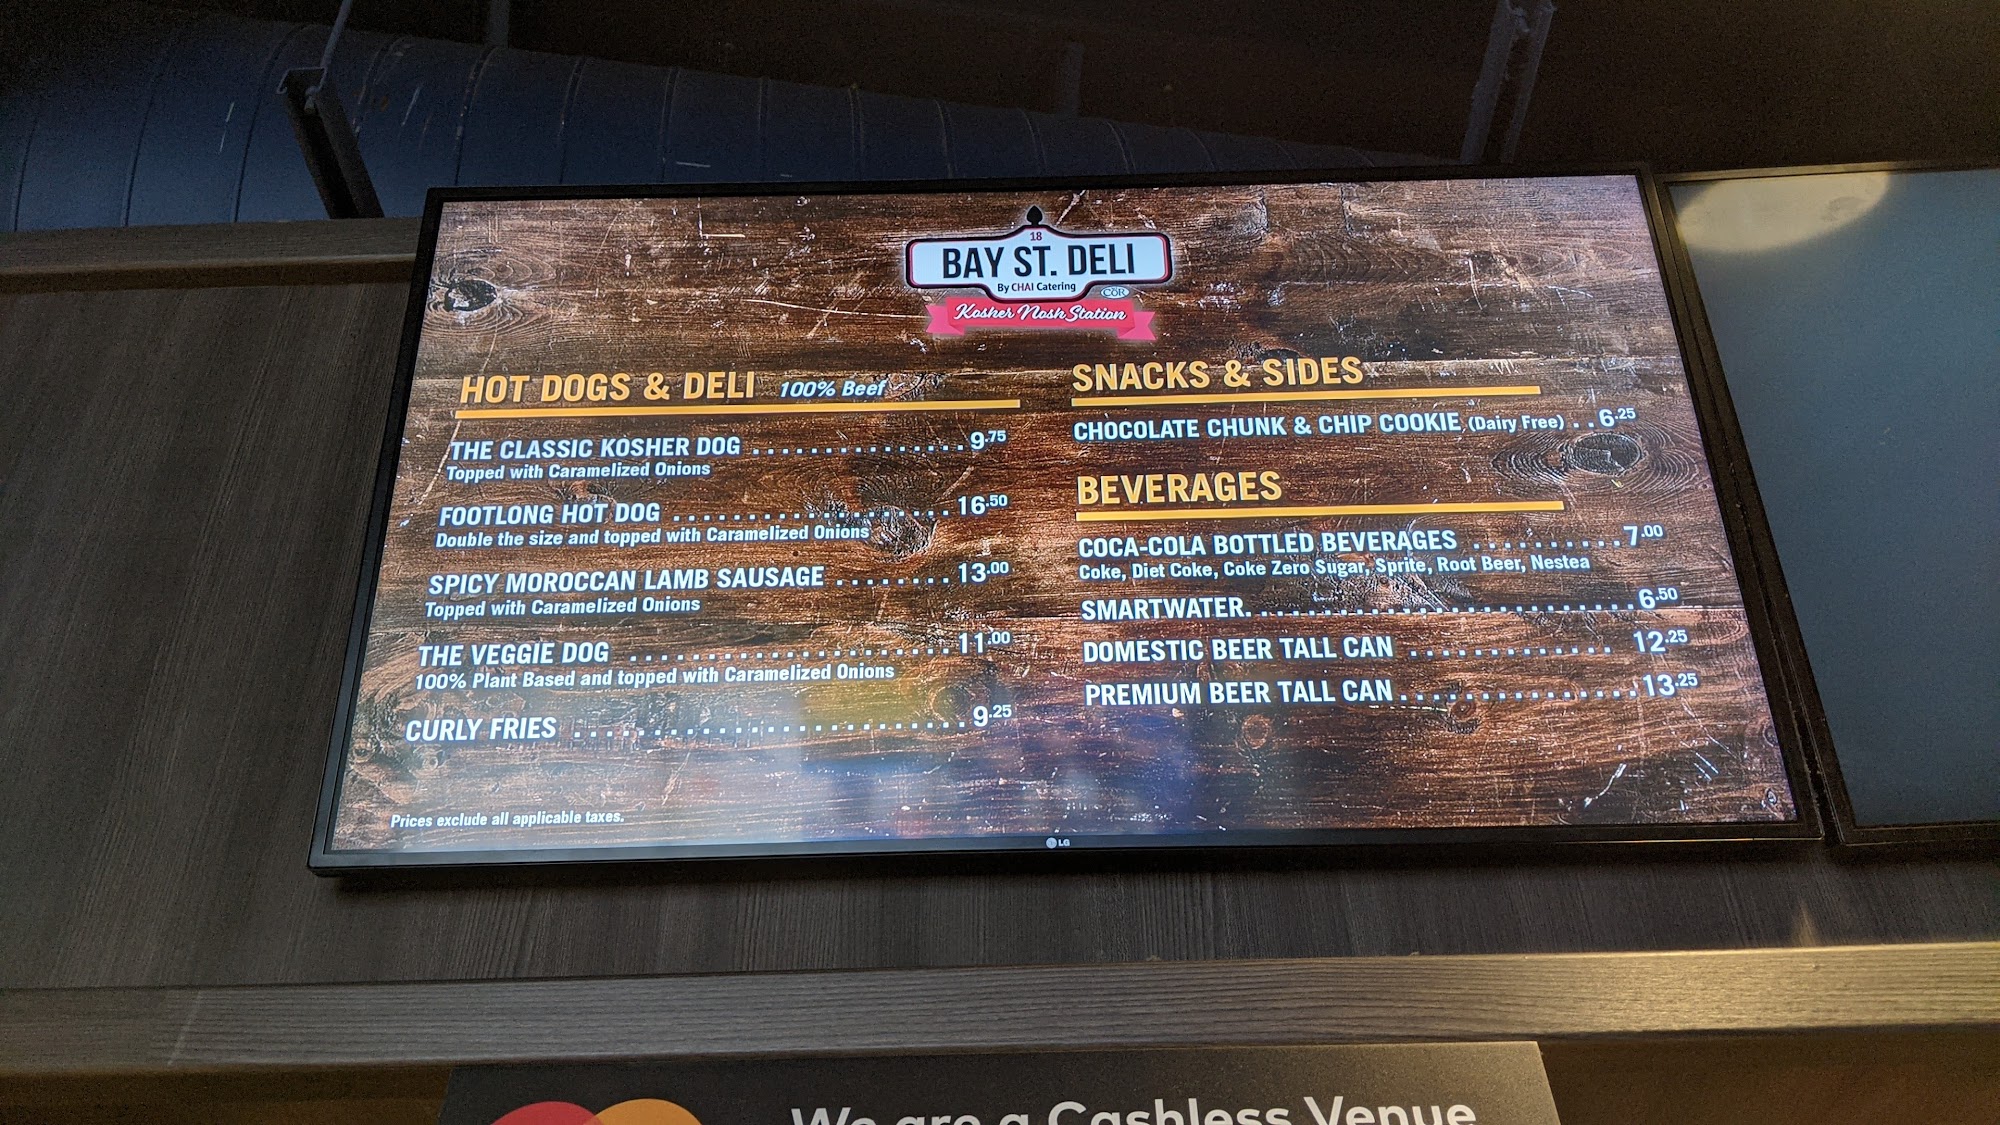 18
BAY ST. DELI
By CHAI Catering
COR
Kosher Nosh Station
HOT DOGS & DELI 100% Beef
THE CLASSIC KOSHER DOG . . . . . . . . . . . . . . 9.75
Topped with Caramelized Onions
FOOTLONG HOT DOG . . . . . . . . . . . . . . . . . . 16.50
Double the size and topped with Caramelized Onions
SPICY MOROCCAN LAMB SAUSAGE . . . . . . . . 13.00
Topped with Caramelized Onions
THE VEGGIE DOG . . . . . . . . . . . . . . . . . . . . . 11.00
100% Plant Based and topped with Caramelized Onions
CURLY FRIES . . . . . . . . . . . . . . . . . . . . . . . . . 9.25
Prices exclude all applicable taxes.
SNACKS & SIDES
CHOCOLATE CHUNK & CHIP COOKIE (Dairy Free) . . 6.25
BEVERAGES
COCA-COLA BOTTLED BEVERAGES . . . . . . . . . . 7.00
Coke, Diet Coke, Coke Zero Sugar, Sprite, Root Beer, Nestea
SMARTWATER. . . . . . . . . . . . . . . . . . . . . . . . . . . 6.50
DOMESTIC BEER TALL CAN . . . . . . . . . . . . . 12.25
PREMIUM BEER TALL CAN . . . . . . . . . . . . . . . 13.25
LG
We are a Cashless Venue